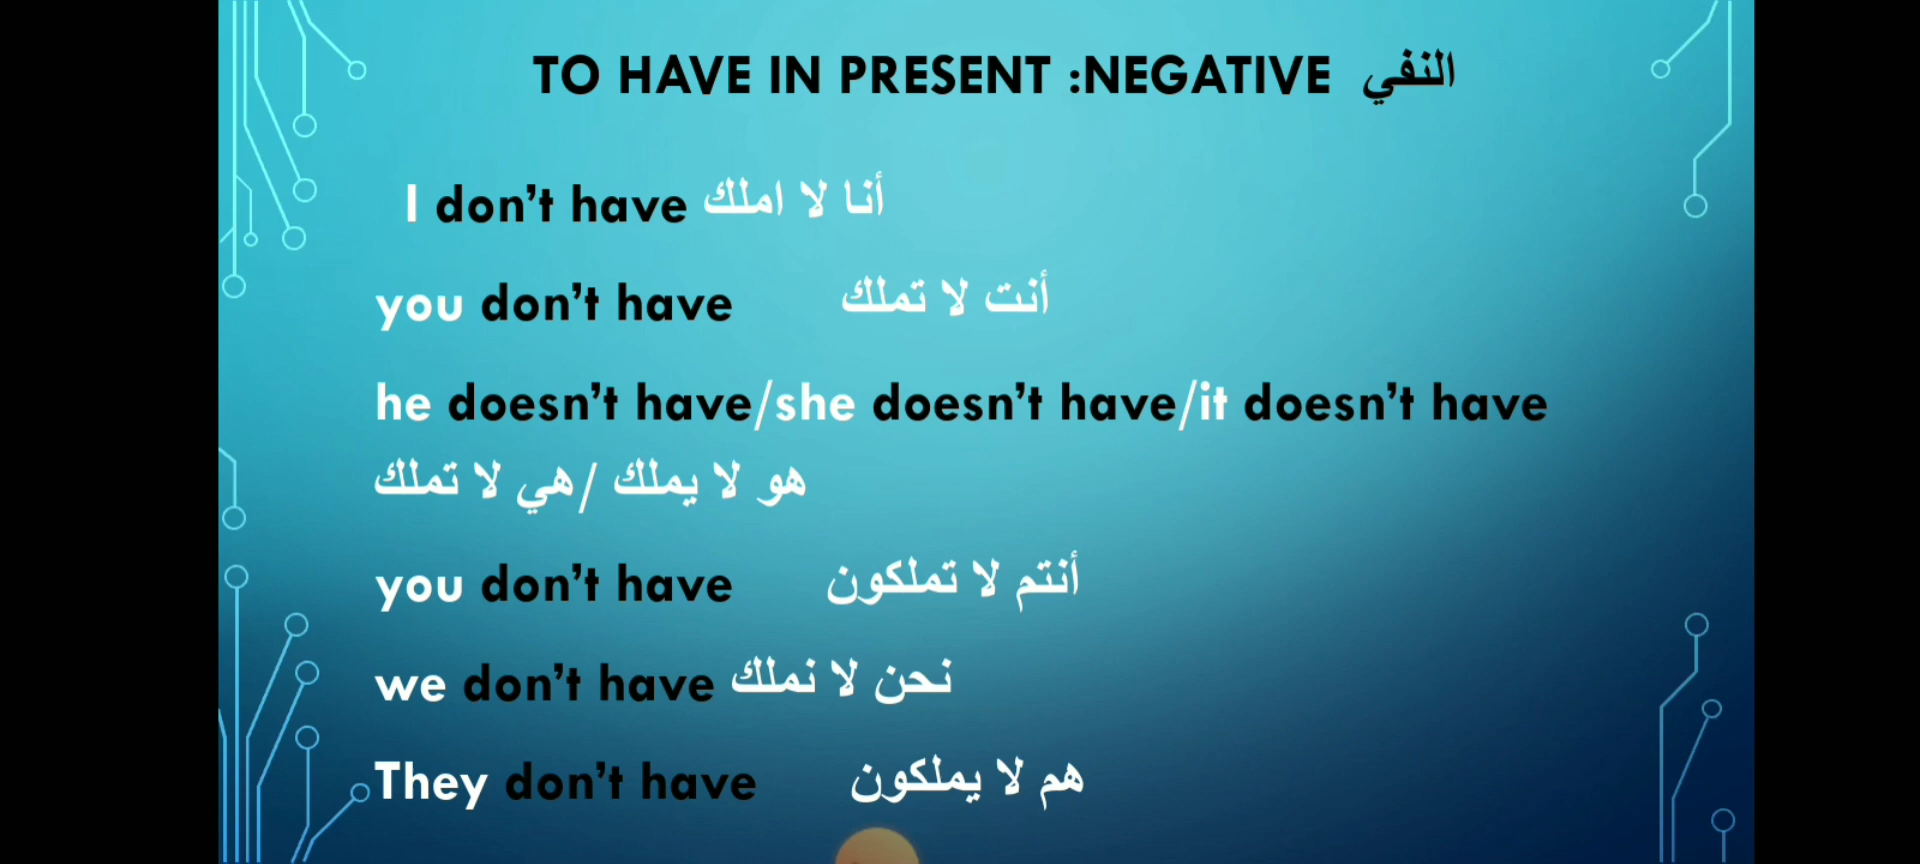 TO HAVE IN PRESENT :NEGATIVE النفي
I don't have أنا لا املك
you don't have أنت لا تملك
he doesn't have/she doesn't have/it doesn't have
هو لا يملك /هي لا تملك
you don't have أنتم لا تملكون
we don't have نحن لا نملك
They don't have هم لا يملكون